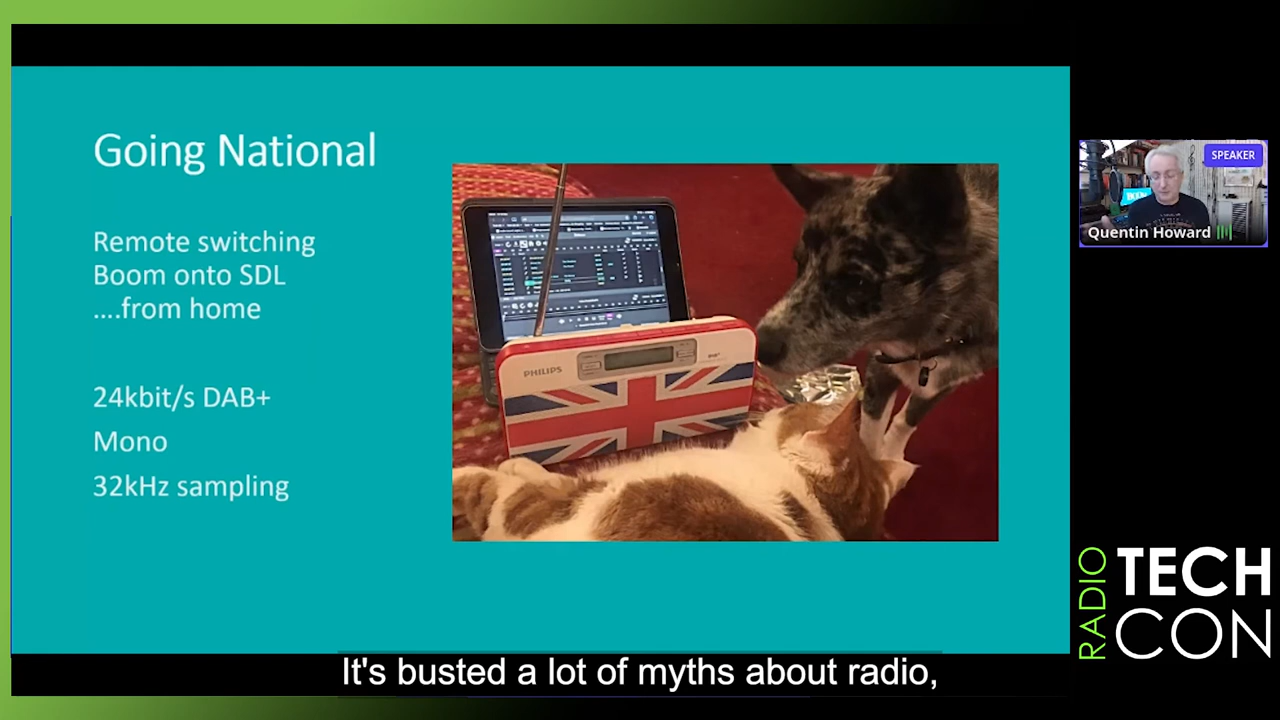 Going National
Remote switching
Boom onto SDL
....from home
24kbit/s DAB+
Mono
32kHz sampling
PHILIPS
SPEAKER
Quentin Howard
RADIO
TECH
CON
It's busted a lot of myths about radio,